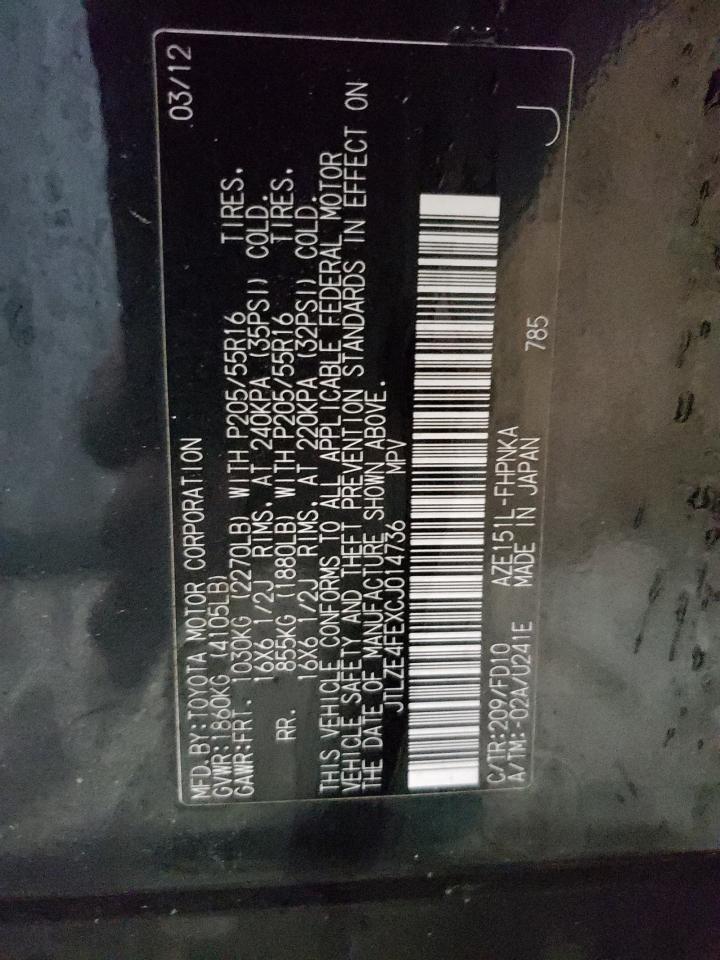 MFD.BY:TOYOTA MOTOR CORPORATION 03/12
GVWR:1860KG (4105LB)
GAWR:FRT. 1030KG (2270LB) WITH P205/55R16 TIRES.
16X6 1/2J RIMS, AT 240KPA (35PSI) COLD.
RR. 855KG (1880LB) WITH P205/55R16 TIRES.
16X6 1/2J RIMS, AT 220KPA (32PSI) COLD.
THIS VEHICLE CONFORMS TO ALL APPLICABLE FEDERAL MOTOR
VEHICLE SAFETY AND THEFT PREVENTION STANDARDS IN EFFECT ON
THE DATE OF MANUFACTURE SHOWN ABOVE.
JTLZE4FEXCJ014736 MPV
C/TR:209/FD10 AZE151L-FHPNKA
A/TM:-02A/U241E MADE IN JAPAN 785
J